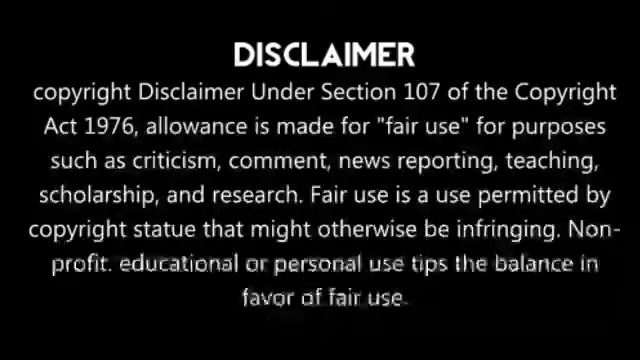 DISCLAIMER
copyright Disclaimer Under Section 107 of the Copyright
Act 1976, allowance is made for "fair use" for purposes
such as criticism, comment, news reporting, teaching,
scholarship, and research. Fair use is a use permitted by
copyright statue that might otherwise be infringing. Non-
profit. educational or personal use tips the balance in
favor of fair use.